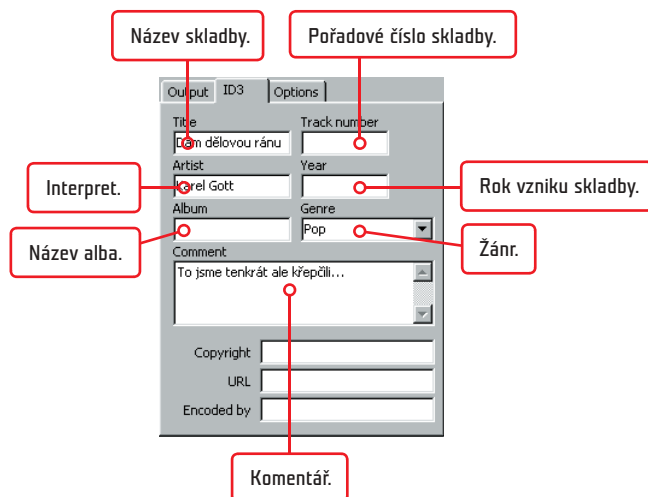 Název skladby.
Pořadové číslo skladby.
Output ID3 Options
Title Track number
Dám dělovou ránu
Artist Year
Interpret.
Karel Gott
Rok vzniku skladby.
Album Genre
Název alba.
Pop
Žánr.
Comment
To jsme tenkrát ale křepčili...
Copyright
URL
Encoded by
Komentář.